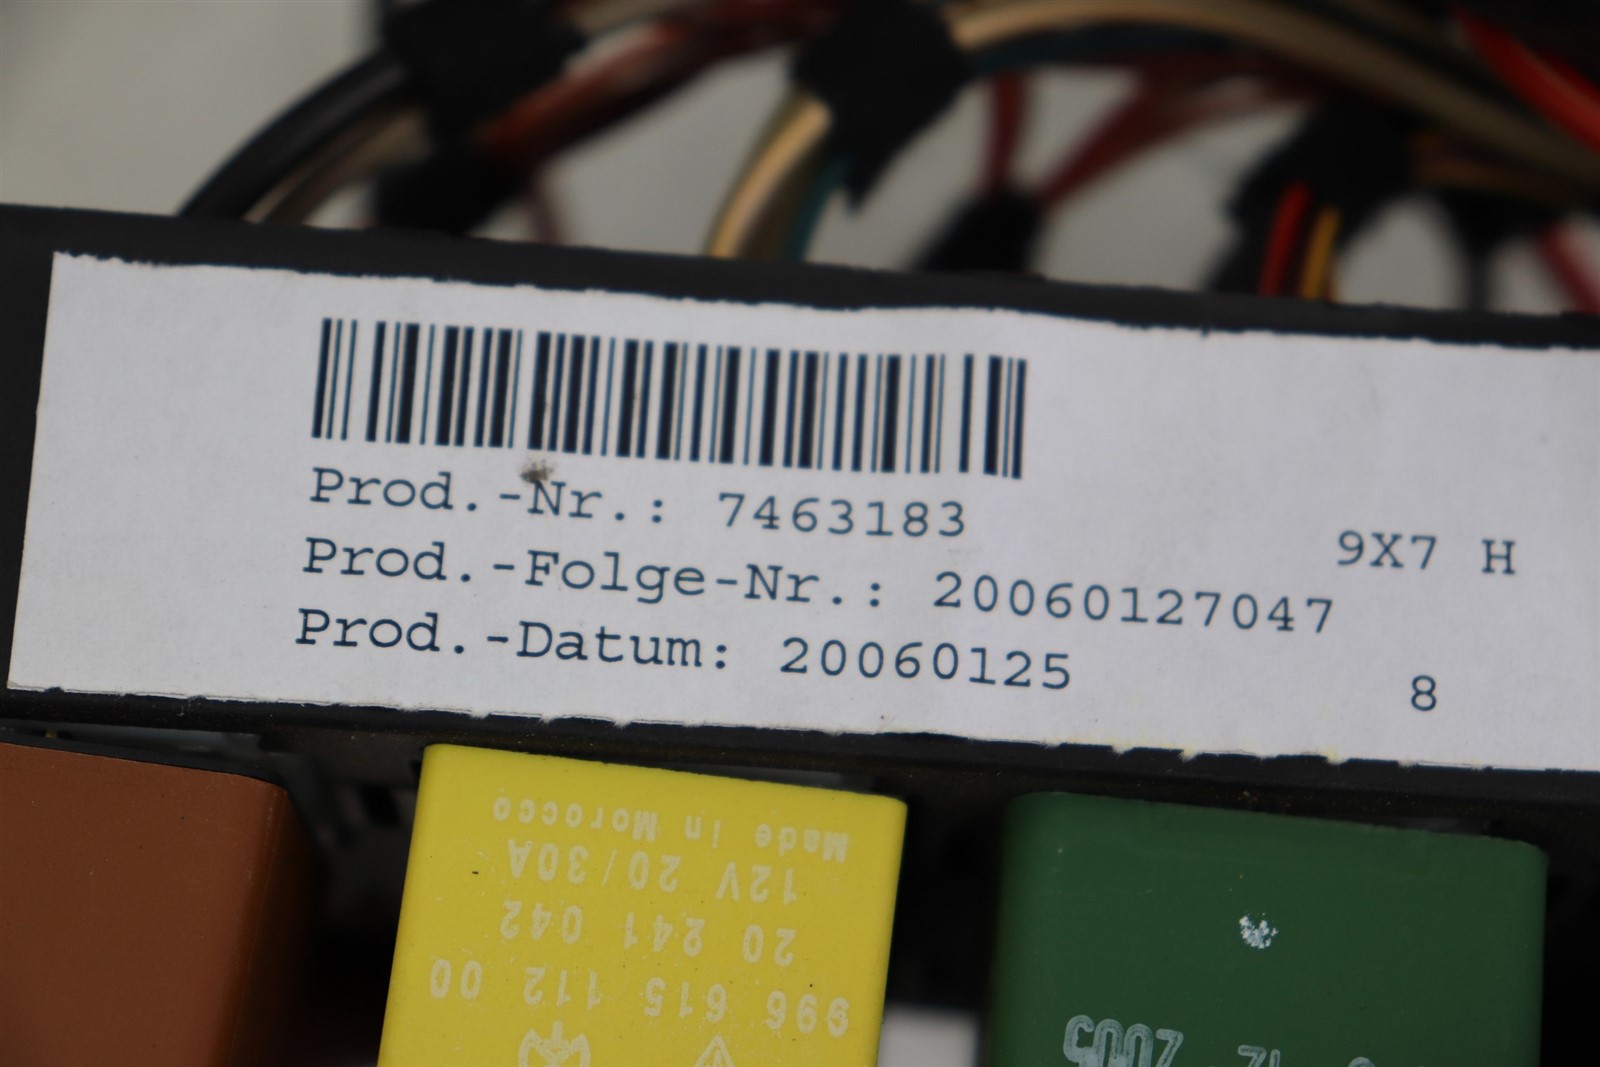 Prod.-Nr.: 7463183
9X7 H
Prod.-Folge-Nr.: 20060127047
Prod.-Datum: 20060125
8
996 615 112 00
20 241 042
12V 20/30A
Made in Morocco
2005